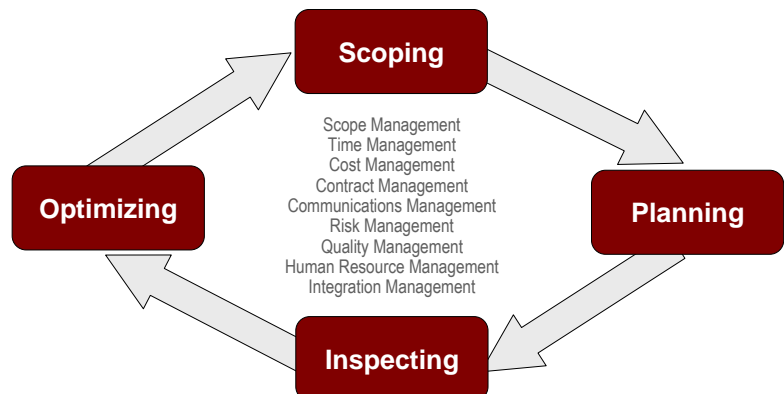 Scoping
Scope Management
Time Management
Cost Management
Contract Management
Communications Management
Risk Management
Quality Management
Human Resource Management
Integration Management
Optimizing
Planning
Inspecting